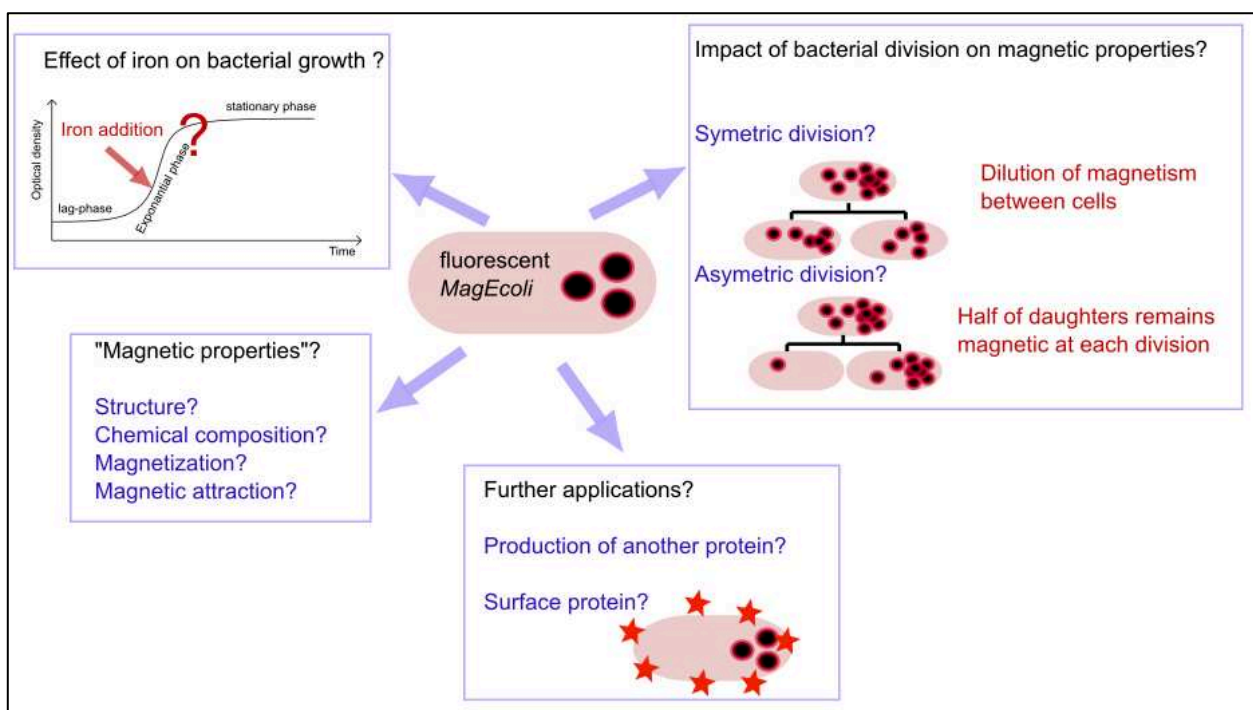 Effect of iron on bacterial growth ?
stationary phase
Iron addition
?
Optical density
Exponantial phase
lag-phase
Time
Impact of bacterial division on magnetic properties?
Symetric division?
Dilution of magnetism
between cells
Asymetric division?
Half of daughters remains
magnetic at each division
fluorescent
MagEcoli
"Magnetic properties"?
Structure?
Chemical composition?
Magnetization?
Magnetic attraction?
Further applications?
Production of another protein?
Surface protein?